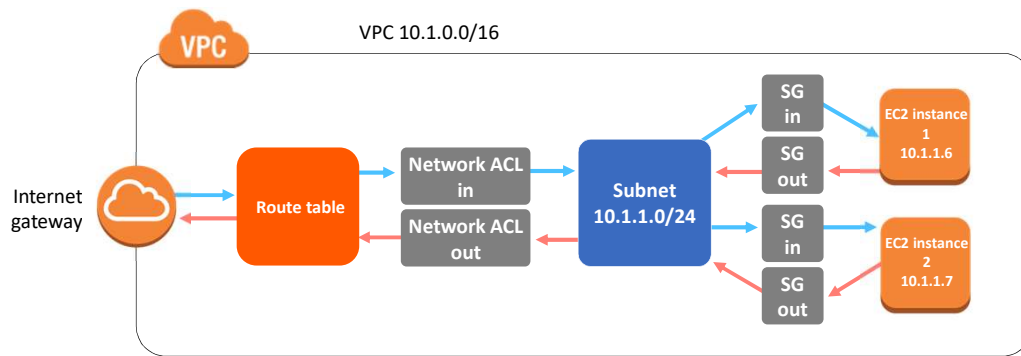 VPC
VPC 10.1.0.0/16
Internet
gateway
Route table
Network ACL
in
Network ACL
out
Subnet
10.1.1.0/24
SG
in
SG
out
EC2 instance
1
10.1.1.6
SG
in
SG
out
EC2 instance
2
10.1.1.7